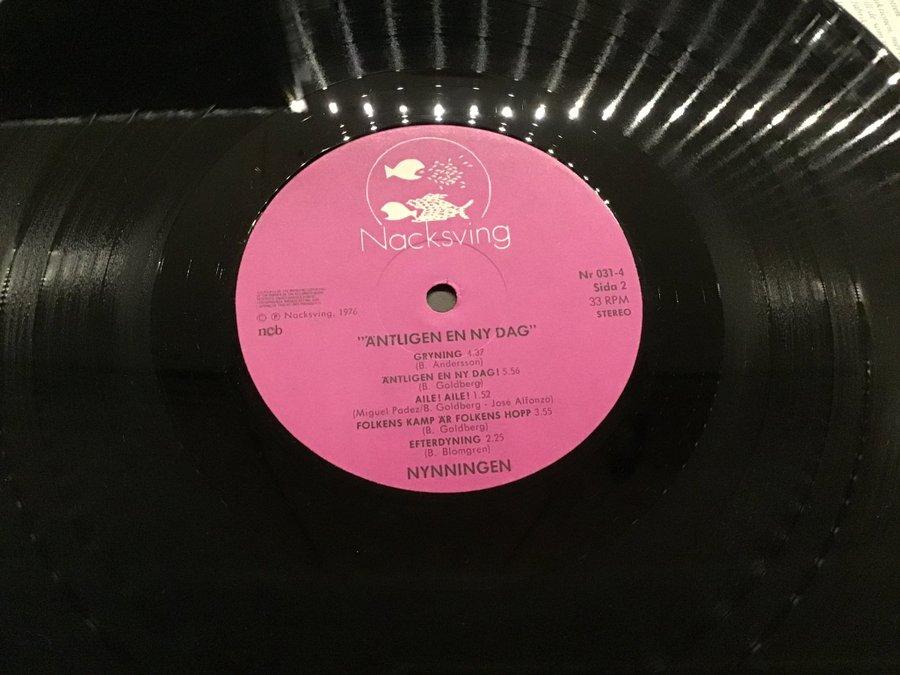 Nacksving
Nr 031-4
Sida 2
33 RPM
STEREO
© ℗ Nacksving, 1976
ncb
"ÄNTLIGEN EN NY DAG"
GRYNING 4.37
(B. Andersson)
ÄNTLIGEN EN NY DAG! 5.56
(B. Goldberg)
AILE! AILE! 1.52
(Miguel Padez/B. Goldberg - José Alfonzo)
FOLKENS KAMP ÄR FOLKENS HOPP 3.55
(B. Goldberg)
EFTERDYNING 2.25
(B. Blomgren)
NYNNINGEN